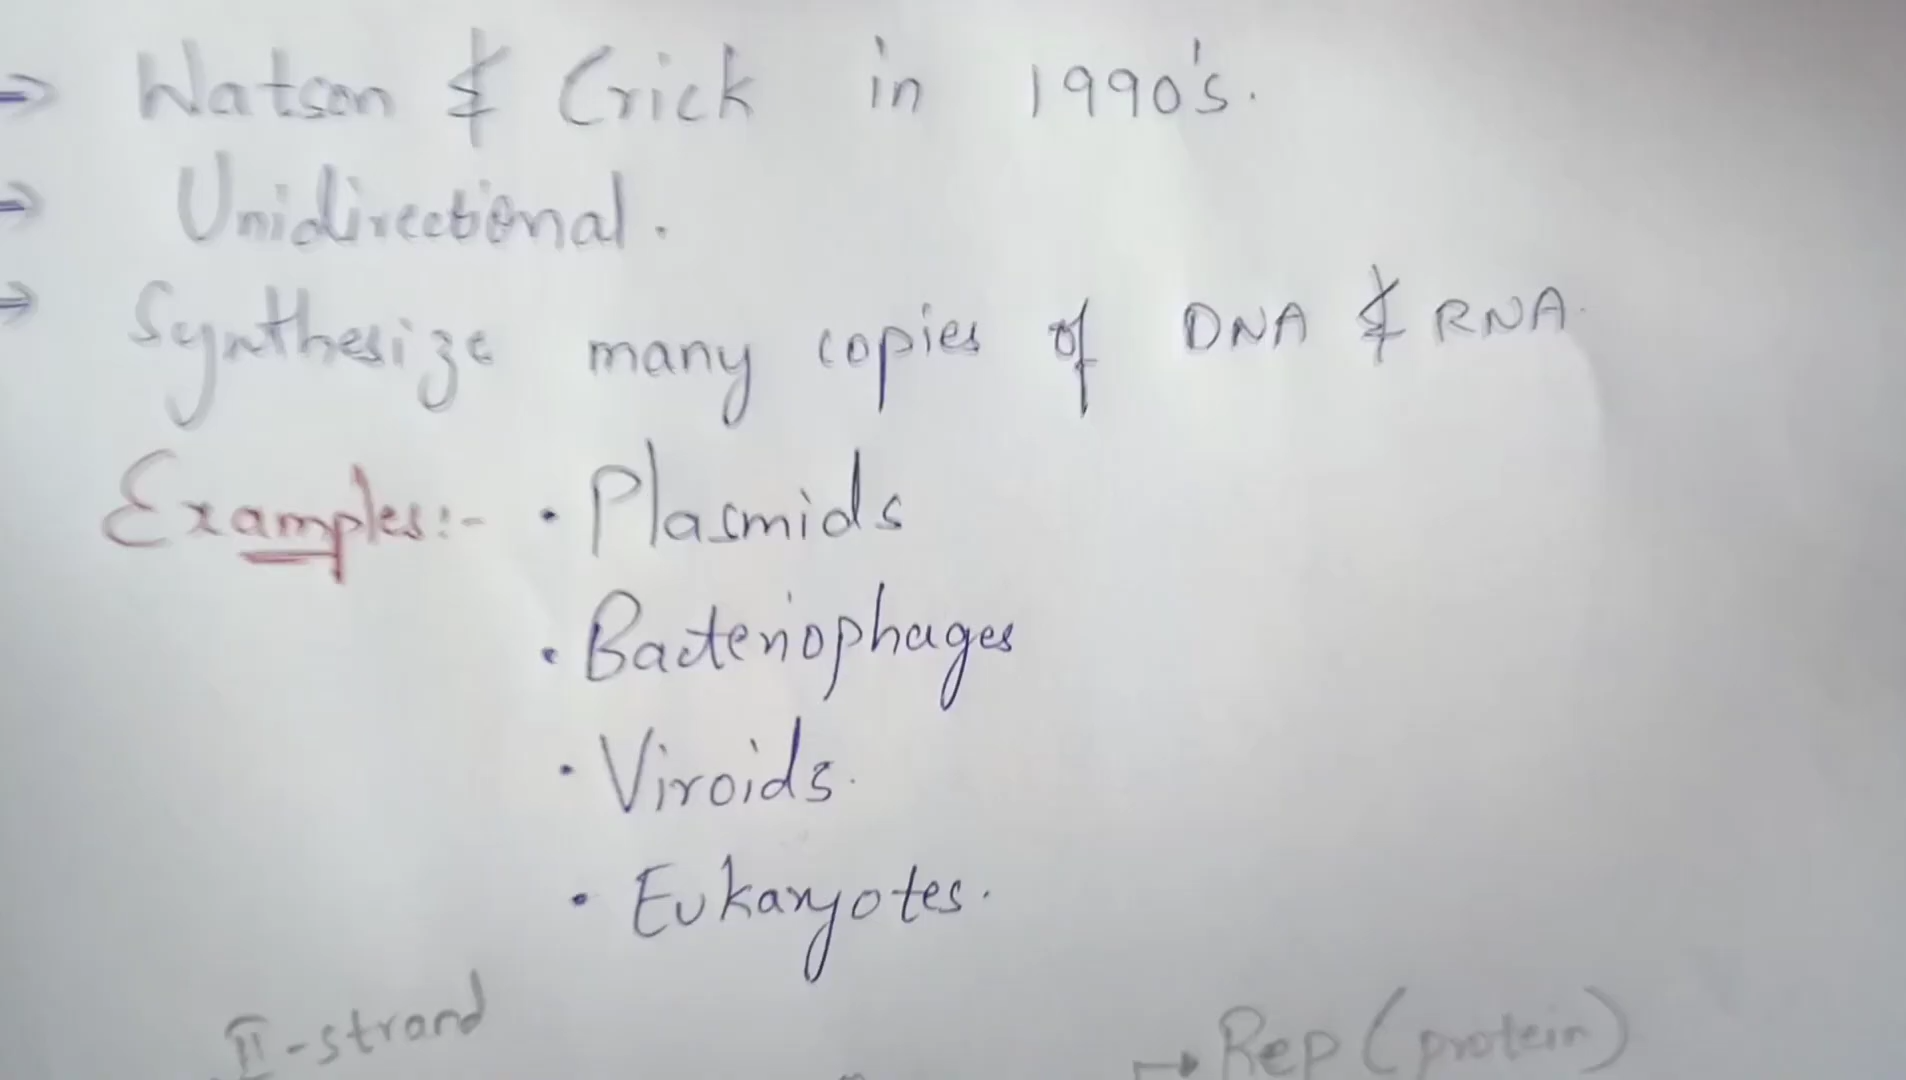 ⇒ Watson & Crick in 1990's.
⇒ Unidirectional.
⇒ Synthesize many copies of DNA & RNA.
Examples:- • Plasmids
• Bacteriophages
• Viroids.
• Eukaryotes.
II-strand
→ Rep (protein)